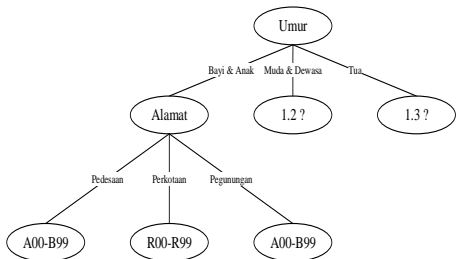 Umur
Bayi & Anak Muda & Dewasa Tua
Alamat 1.2 ? 1.3 ?
Pedesaan Perkotaan Pegunungan
A00-B99 R00-R99 A00-B99